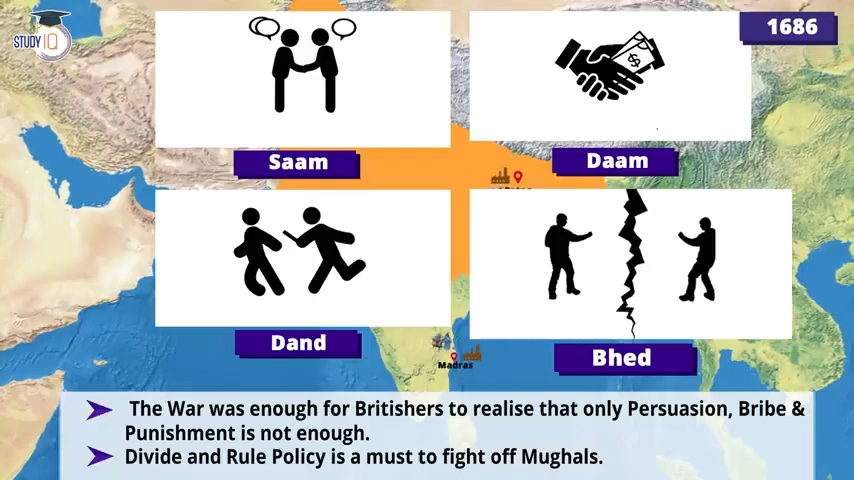 STUDY IQ
1686
Saam
Daam
Dand
Bhed
Madras
The War was enough for Britishers to realise that only Persuasion, Bribe &
Punishment is not enough.
Divide and Rule Policy is a must to fight off Mughals.